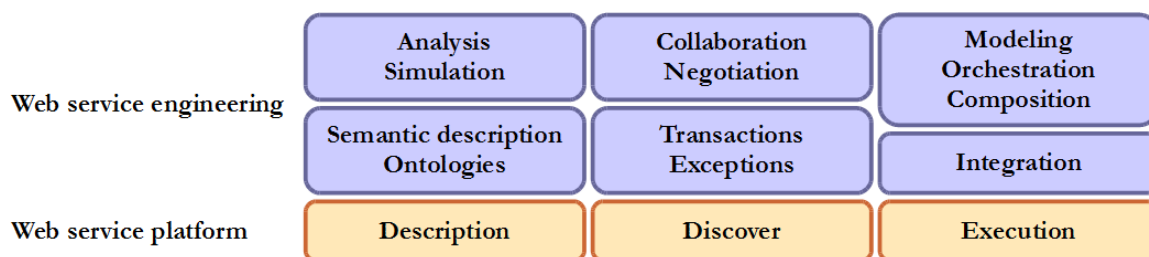 Analysis
Simulation
Collaboration
Negotiation
Modeling
Orchestration
Composition
Web service engineering
Semantic description
Ontologies
Transactions
Exceptions
Integration
Web service platform
Description
Discover
Execution